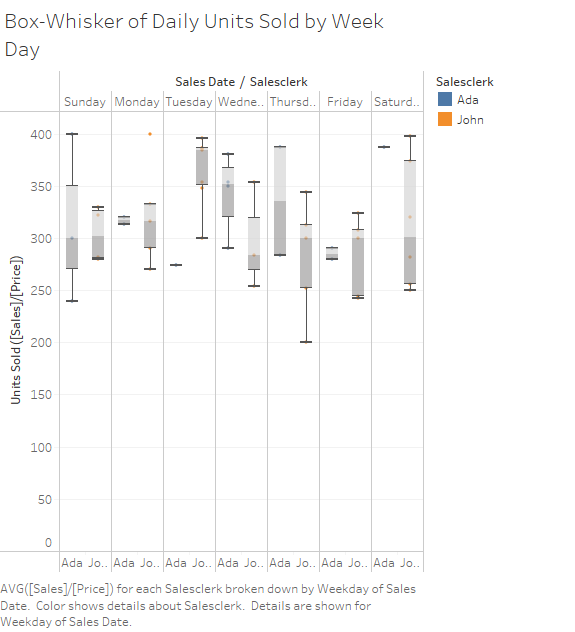 Box-Whisker of Daily Units Sold by Week
Day
Sales Date / Salesclerk
Sunday Monday Tuesday Wedne.. Thursd.. Friday Saturd..
Salesclerk
Ada
John
400
350
300
250
200
150
100
50
0
Units Sold ([Sales]/[Price])
Ada Jo.. Ada Jo.. Ada Jo.. Ada Jo.. Ada Jo.. Ada Jo.. Ada Jo..
AVG([Sales]/[Price]) for each Salesclerk broken down by Weekday of Sales
Date. Color shows details about Salesclerk. Details are shown for
Weekday of Sales Date.